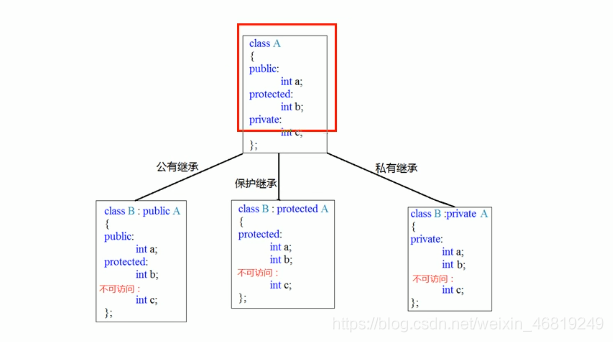 class A
{
public:
int a;
protected:
int b;
private:
int c;
};
公有继承
保护继承
私有继承
class B : public A
{
public:
int a;
protected:
int b;
不可访问：
int c;
};
class B : protected A
{
protected:
int a;
int b;
不可访问：
int c;
};
class B :private A
{
private:
int a;
int b;
不可访问：
int c;
};
https://blog.csdn.net/weixin_46819249